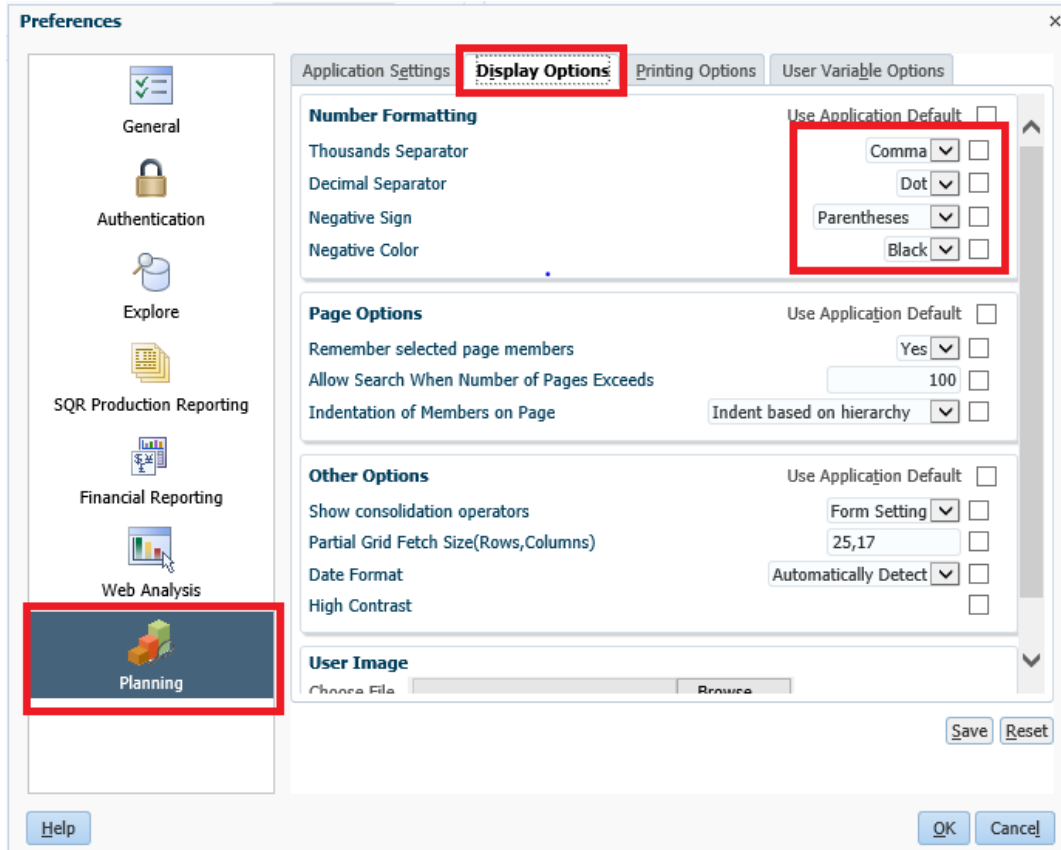 Preferences
×
General
Authentication
Explore
SQR Production Reporting
Financial Reporting
Web Analysis
Planning
Application Settings Display Options Printing Options User Variable Options
Number Formatting Use Application Default
Thousands Separator Comma
Decimal Separator Dot
Negative Sign Parentheses
Negative Color Black
Page Options Use Application Default
Remember selected page members Yes
Allow Search When Number of Pages Exceeds 100
Indentation of Members on Page Indent based on hierarchy
Other Options Use Application Default
Show consolidation operators Form Setting
Partial Grid Fetch Size(Rows,Columns) 25,17
Date Format Automatically Detect
High Contrast
User Image
Choose File Browse...
Save Reset
Help OK Cancel